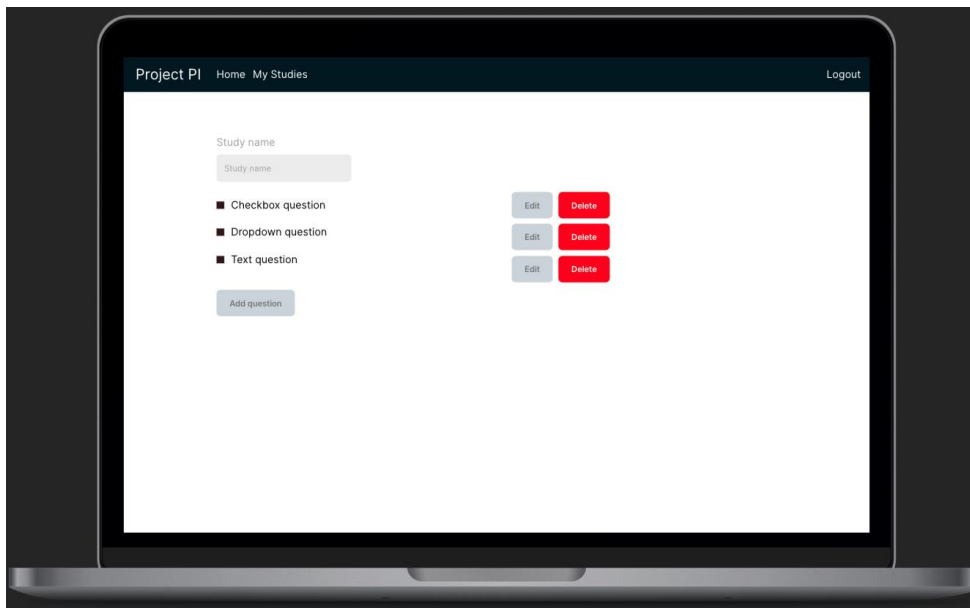 Project PI Home My Studies Logout
Study name
Study name
Checkbox question Edit Delete
Dropdown question Edit Delete
Text question Edit Delete
Add question